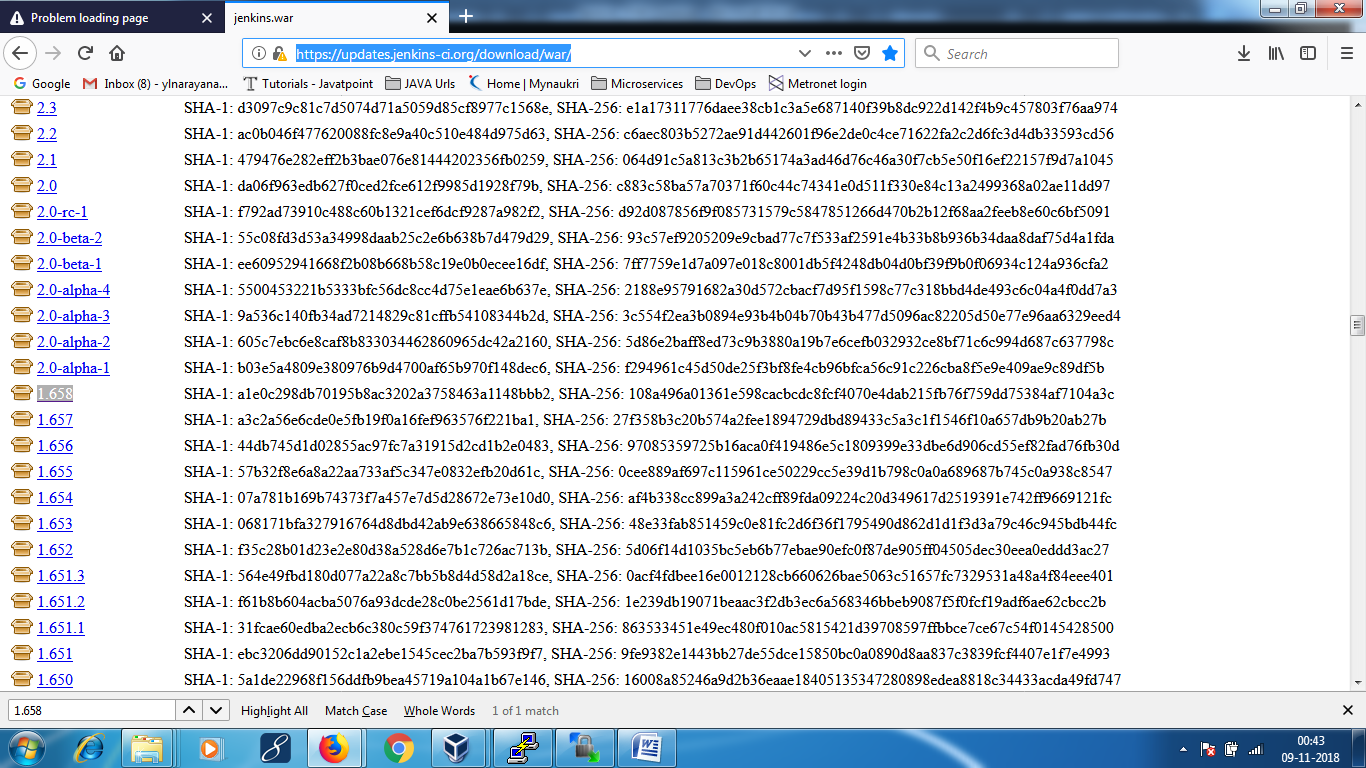 Problem loading page
jenkins.war
https://updates.jenkins-ci.org/download/war/
Search
Google
Inbox (8) - ylnarayana...
Tutorials - Javatpoint
JAVA Urls
Home | Mynaukri
Microservices
DevOps
Metronet login
2.3 SHA-1: d3097c9c81c7d5074d71a5059d85cf8977c1568e, SHA-256: e1a17311776daee38cb1c3a5e687140f39b8dc922d142f4b9c457803f76aa974
2.2 SHA-1: ac0b046f477620088fc8e9a40c510e484d975d63, SHA-256: c6aec803b5272ae91d442601f96e2de0c4ce71622fa2c2d6fc3d4db33593cd56
2.1 SHA-1: 479476e282eff2b3bae076e81444202356fb0259, SHA-256: 064d91c5a813c3b2b65174a3ad46d76c46a30f7cb5e50f16ef22157f9d7a1045
2.0 SHA-1: da06f963edb627f0ced2fce612f9985d1928f79b, SHA-256: c883c58ba57a70371f60c44c74341e0d511f330e84c13a2499368a02ae11dd97
2.0-rc-1 SHA-1: f792ad73910c488c60b1321cef6dcf9287a982f2, SHA-256: d92d087856f9f085731579c5847851266d470b2b12f68aa2feeb8e60c6bf5091
2.0-beta-2 SHA-1: 55c08fd3d53a34998daab25c2e6b638b7d479d29, SHA-256: 93c57ef9205209e9cbad77c7f533af2591e4b33b8b936b34daa8daf75d4a1fda
2.0-beta-1 SHA-1: ee60952941668f2b08b668b58c19e0b0ecee16df, SHA-256: 7ff7759e1d7a097e018c8001db5f4248db04d0bf39f9b0f06934c124a936cfa2
2.0-alpha-4 SHA-1: 5500453221b5333bfc56dc8cc4d75e1eae6b637e, SHA-256: 2188e95791682a30d572cbacf7d95f1598c77c318bbd4de493c6c04a4f0dd7a3
2.0-alpha-3 SHA-1: 9a536c140fb34ad7214829c81cffb54108344b2d, SHA-256: 3c554f2ea3b0894e93b4b04b70b43b477d5096ac82205d50e77e96aa6329eed4
2.0-alpha-2 SHA-1: 605c7ebc6e8caf8b833034462860965dc42a2160, SHA-256: 5d86e2baff8ed73c9b3880a19b7e6cefb032932ce8bf71c6c994d687c637798c
2.0-alpha-1 SHA-1: b03e5a4809e380976b9d4700af65b970f148dec6, SHA-256: f294961c45d50de25f3bf8fe4cb96bfca56c91c226cba8f5e9e409ae9c89df5b
1.658 SHA-1: a1e0c298db70195b8ac3202a3758463a1148bbb2, SHA-256: 108a496a01361e598cacbcdc8fcf4070e4dab215fb76f759dd75384af7104a3c
1.657 SHA-1: a3c2a56e6cde0e5fb19f0a16fef963576f221ba1, SHA-256: 27f358b3c20b574a2fee1894729dbd89433c5a3c1f1546f10a657db9b20ab27b
1.656 SHA-1: 44db745d1d02855ac97fc7a31915d2cd1b2e0483, SHA-256: 97085359725b16aca0f419486e5c1809399e33dbe6d906cd55ef82fad76fb30d
1.655 SHA-1: 57b32f8e6a8a22aa733af5c347e0832efb20d61c, SHA-256: 0cee889af697c115961ce50229cc5e39d1b798c0a0a689687b745c0a938c8547
1.654 SHA-1: 07a781b169b74373f7a457e7d5d28672e73e10d0, SHA-256: af4b338cc899a3a242cff89fda09224c20d349617d2519391e742ff9669121fc
1.653 SHA-1: 068171bfa327916764d8dbd42ab9e638665848c6, SHA-256: 48e33fab851459c0e81fc2d6f36f1795490d862d1d1f3d3a79c46c945bdb44fc
1.652 SHA-1: f35c28b01d23e2e80d38a528d6e7b1c726ac713b, SHA-256: 5d06f14d1035bc5eb6b77ebae90efc0f87de905ff04505dec30eea0eddd3ac27
1.651.3 SHA-1: 564e49fbd180d077a22a8c7bb5b8d4d58d2a18ce, SHA-256: 0acf4fdbee16e0012128cb660626bae5063c51657fc7329531a48a4f84eee401
1.651.2 SHA-1: f61b8b604acba5076a93dcde28c0be2561d17bde, SHA-256: 1e239db19071beaac3f2db3ec6a568346bbeb9087f5f0fcf19adf6ae62cbcc2b
1.651.1 SHA-1: 31fcae60edba2ecb6c380c59f374761723981283, SHA-256: 863533451e49ec480f010ac5815421d39708597ffbbce7ce67c54f0145428500
1.651 SHA-1: ebc3206dd90152c1a2ebe1545cec2ba7b593f9f7, SHA-256: 9fe9382e1443bb27de55dce15850bc0a0890d8aa837c3839fcf4407e1f7e4993
1.650 SHA-1: 5a1de22968f156ddfb9bea45719a104a1b67e146, SHA-256: 16008a85246a9d2b36eaae18405135347280898edea8818c34433acda49fd747
1.658
Highlight All
Match Case
Whole Words
1 of 1 match
00:43
09-11-2018